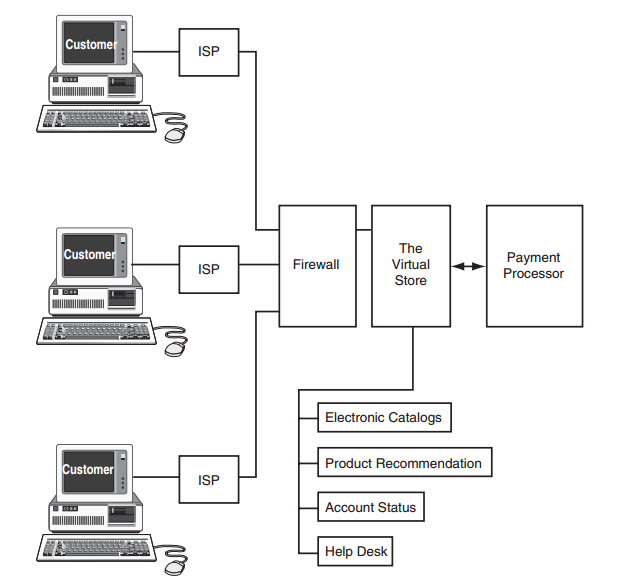 Customer
ISP
Customer
ISP
Firewall
The
Virtual
Store
Payment
Processor
Electronic Catalogs
Product Recommendation
Customer
ISP
Account Status
Help Desk